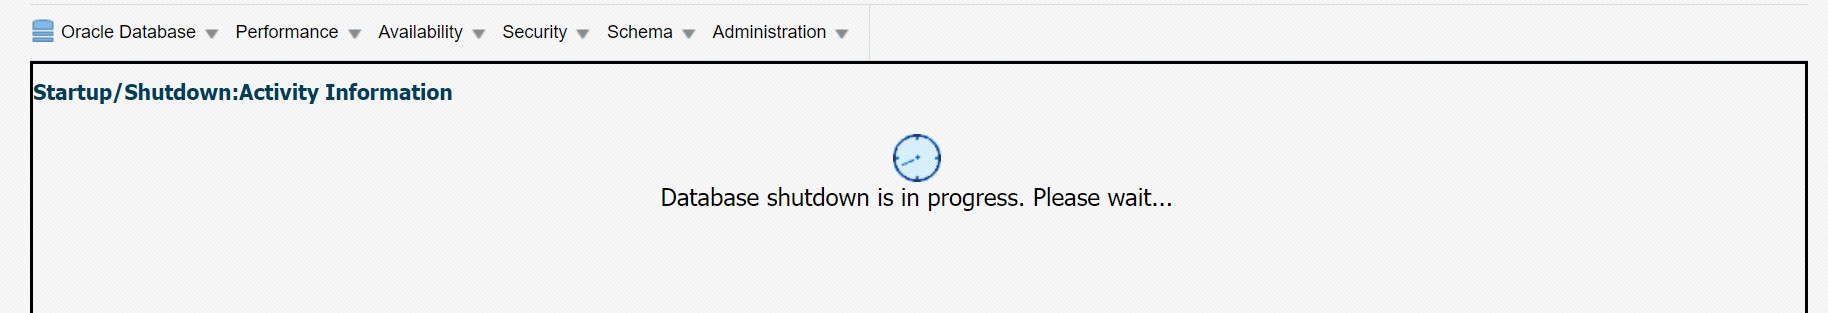 Oracle Database Performance Availability Security Schema Administration
Startup/Shutdown:Activity Information
Database shutdown is in progress. Please wait...